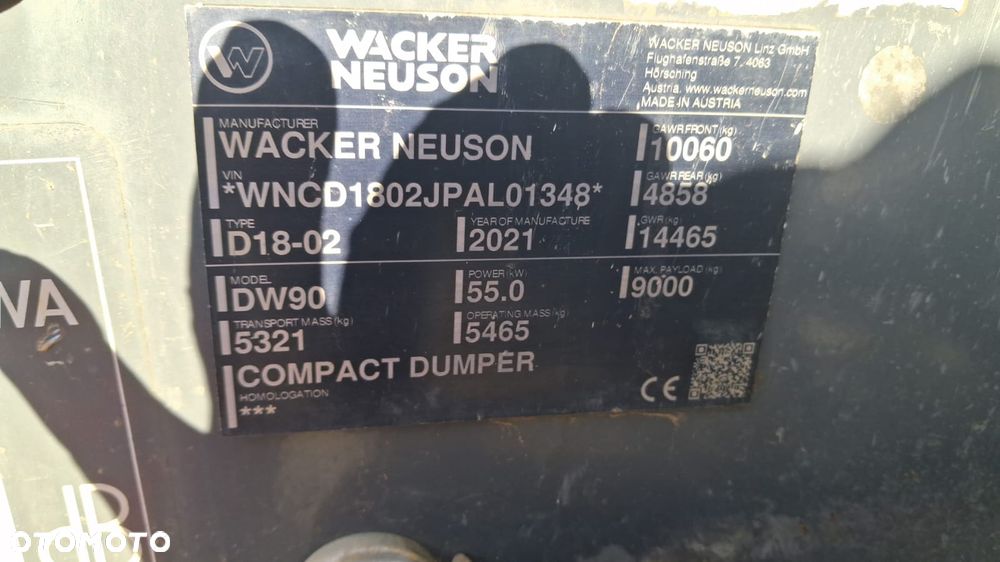 W
WACKER
NEUSON
WACKER NEUSON Linz GmbH
Flughafenstraße 7, 4063
Hörsching
Austria, www.wackerneuson.com
MADE IN AUSTRIA
MANUFACTURER
WACKER NEUSON
GAWR FRONT (kg)
10060
VIN
*WNCD1802JPAL01348*
GAWR REAR (kg)
4858
TYPE
D18-02
YEAR OF MANUFACTURE
2021
GWR (kg)
14465
MODEL
DW90
POWER (kW)
55.0
MAX. PAYLOAD (kg)
9000
TRANSPORT MASS (kg)
5321
OPERATING MASS (kg)
5465
COMPACT DUMPER
HOMOLOGATION
***
CE
WA
OTOMOTO